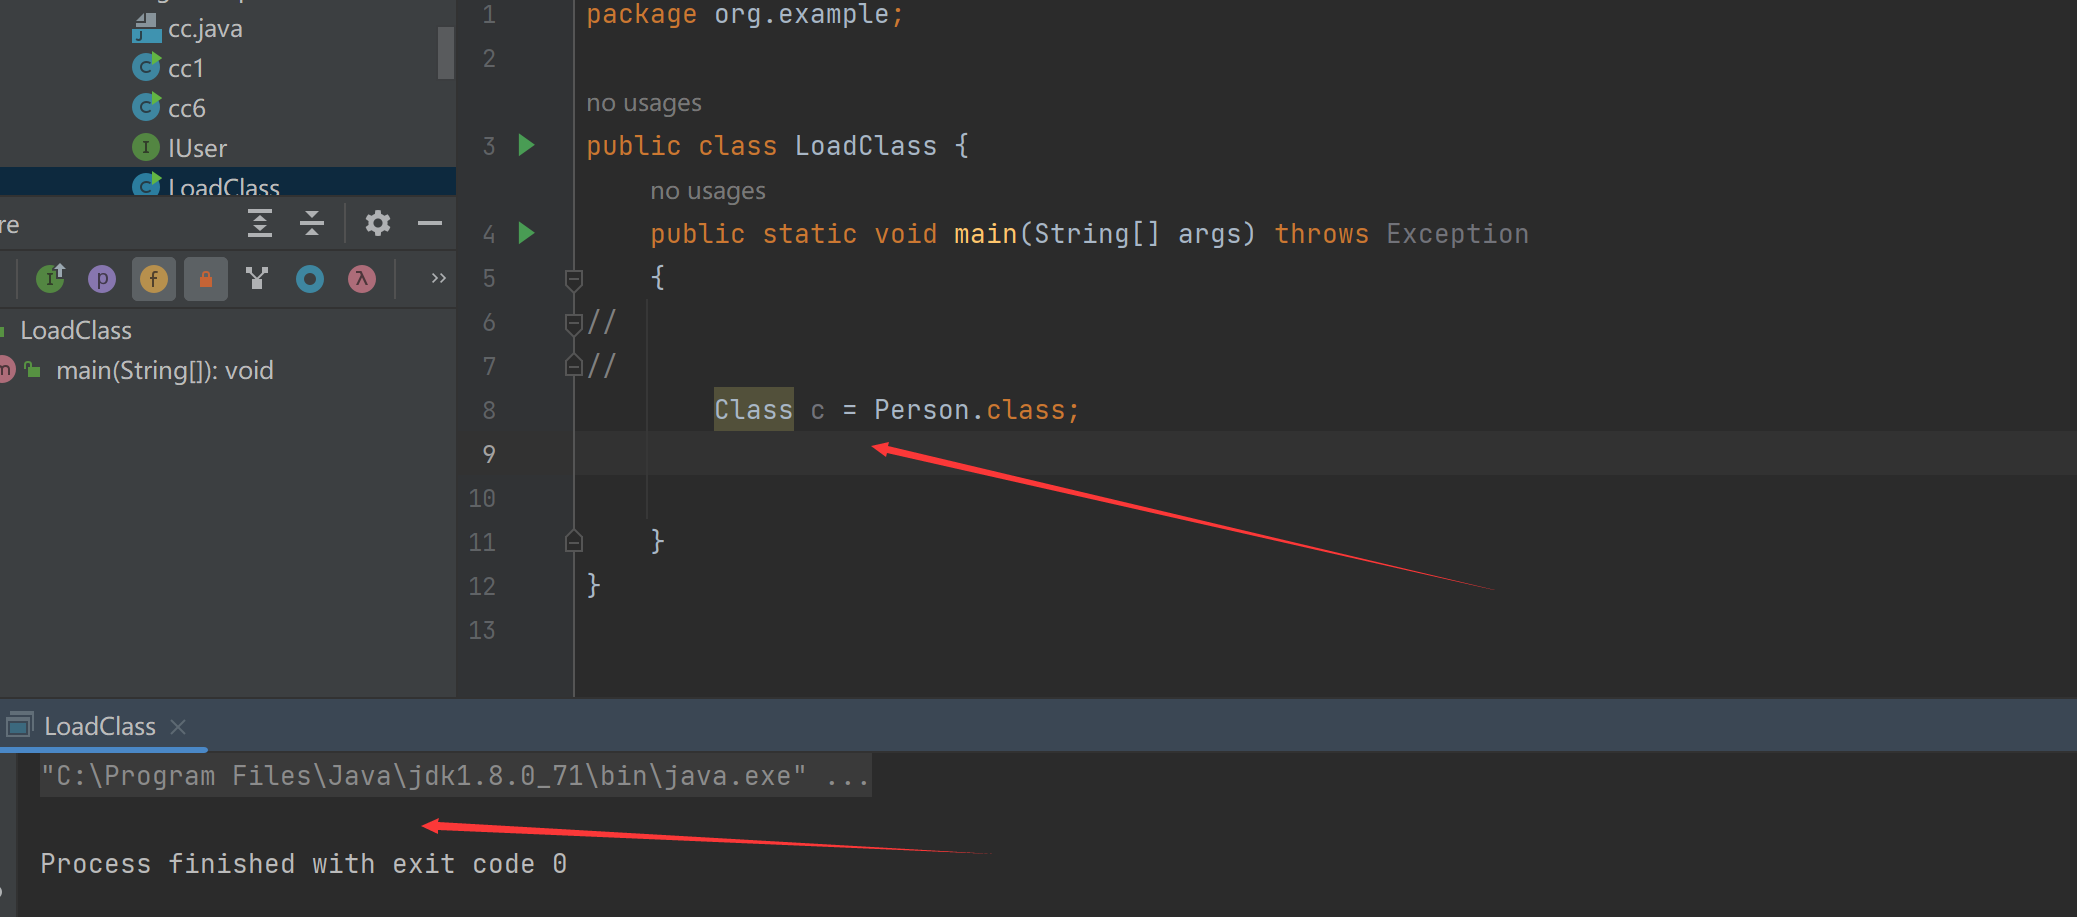 cc.java
cc1
cc6
IUser
LoadClass
re
LoadClass
main(String[]): void
1 package org.example;
2
no usages
3 public class LoadClass {
no usages
4 public static void main(String[] args) throws Exception
5 {
6 //
7 //
8 Class c = Person.class;
9
10
11 }
12 }
13
LoadClass
"C:\Program Files\Java\jdk1.8.0_71\bin\java.exe" ...
Process finished with exit code 0